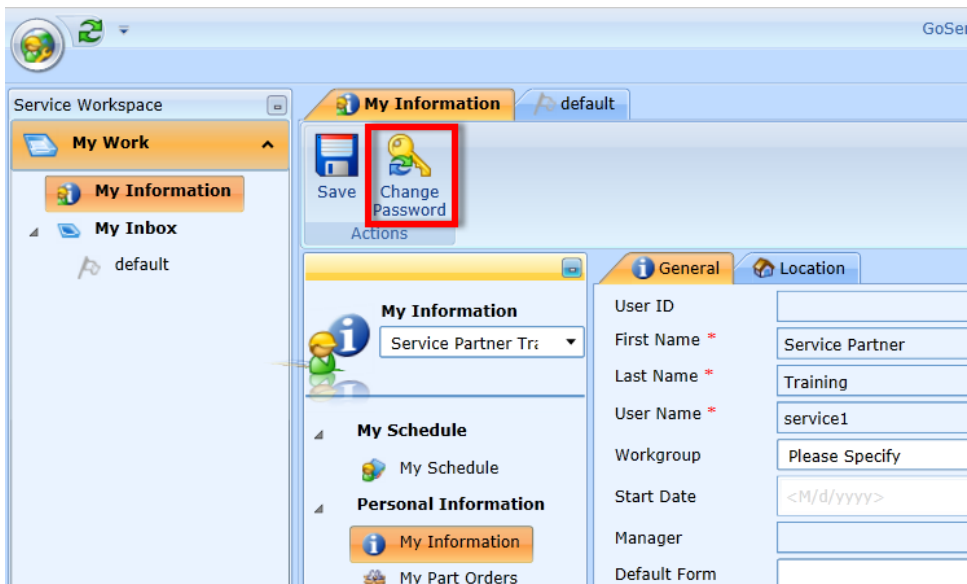 GoSer
Service Workspace
My Work
My Information
My Inbox
default
My Information
default
Save
Change
Password
Actions
My Information
Service Partner Tra
My Schedule
My Schedule
Personal Information
My Information
My Part Orders
General
Location
User ID
First Name *
Service Partner
Last Name *
Training
User Name *
service1
Workgroup
Please Specify
Start Date
<M/d/yyyy>
Manager
Default Form